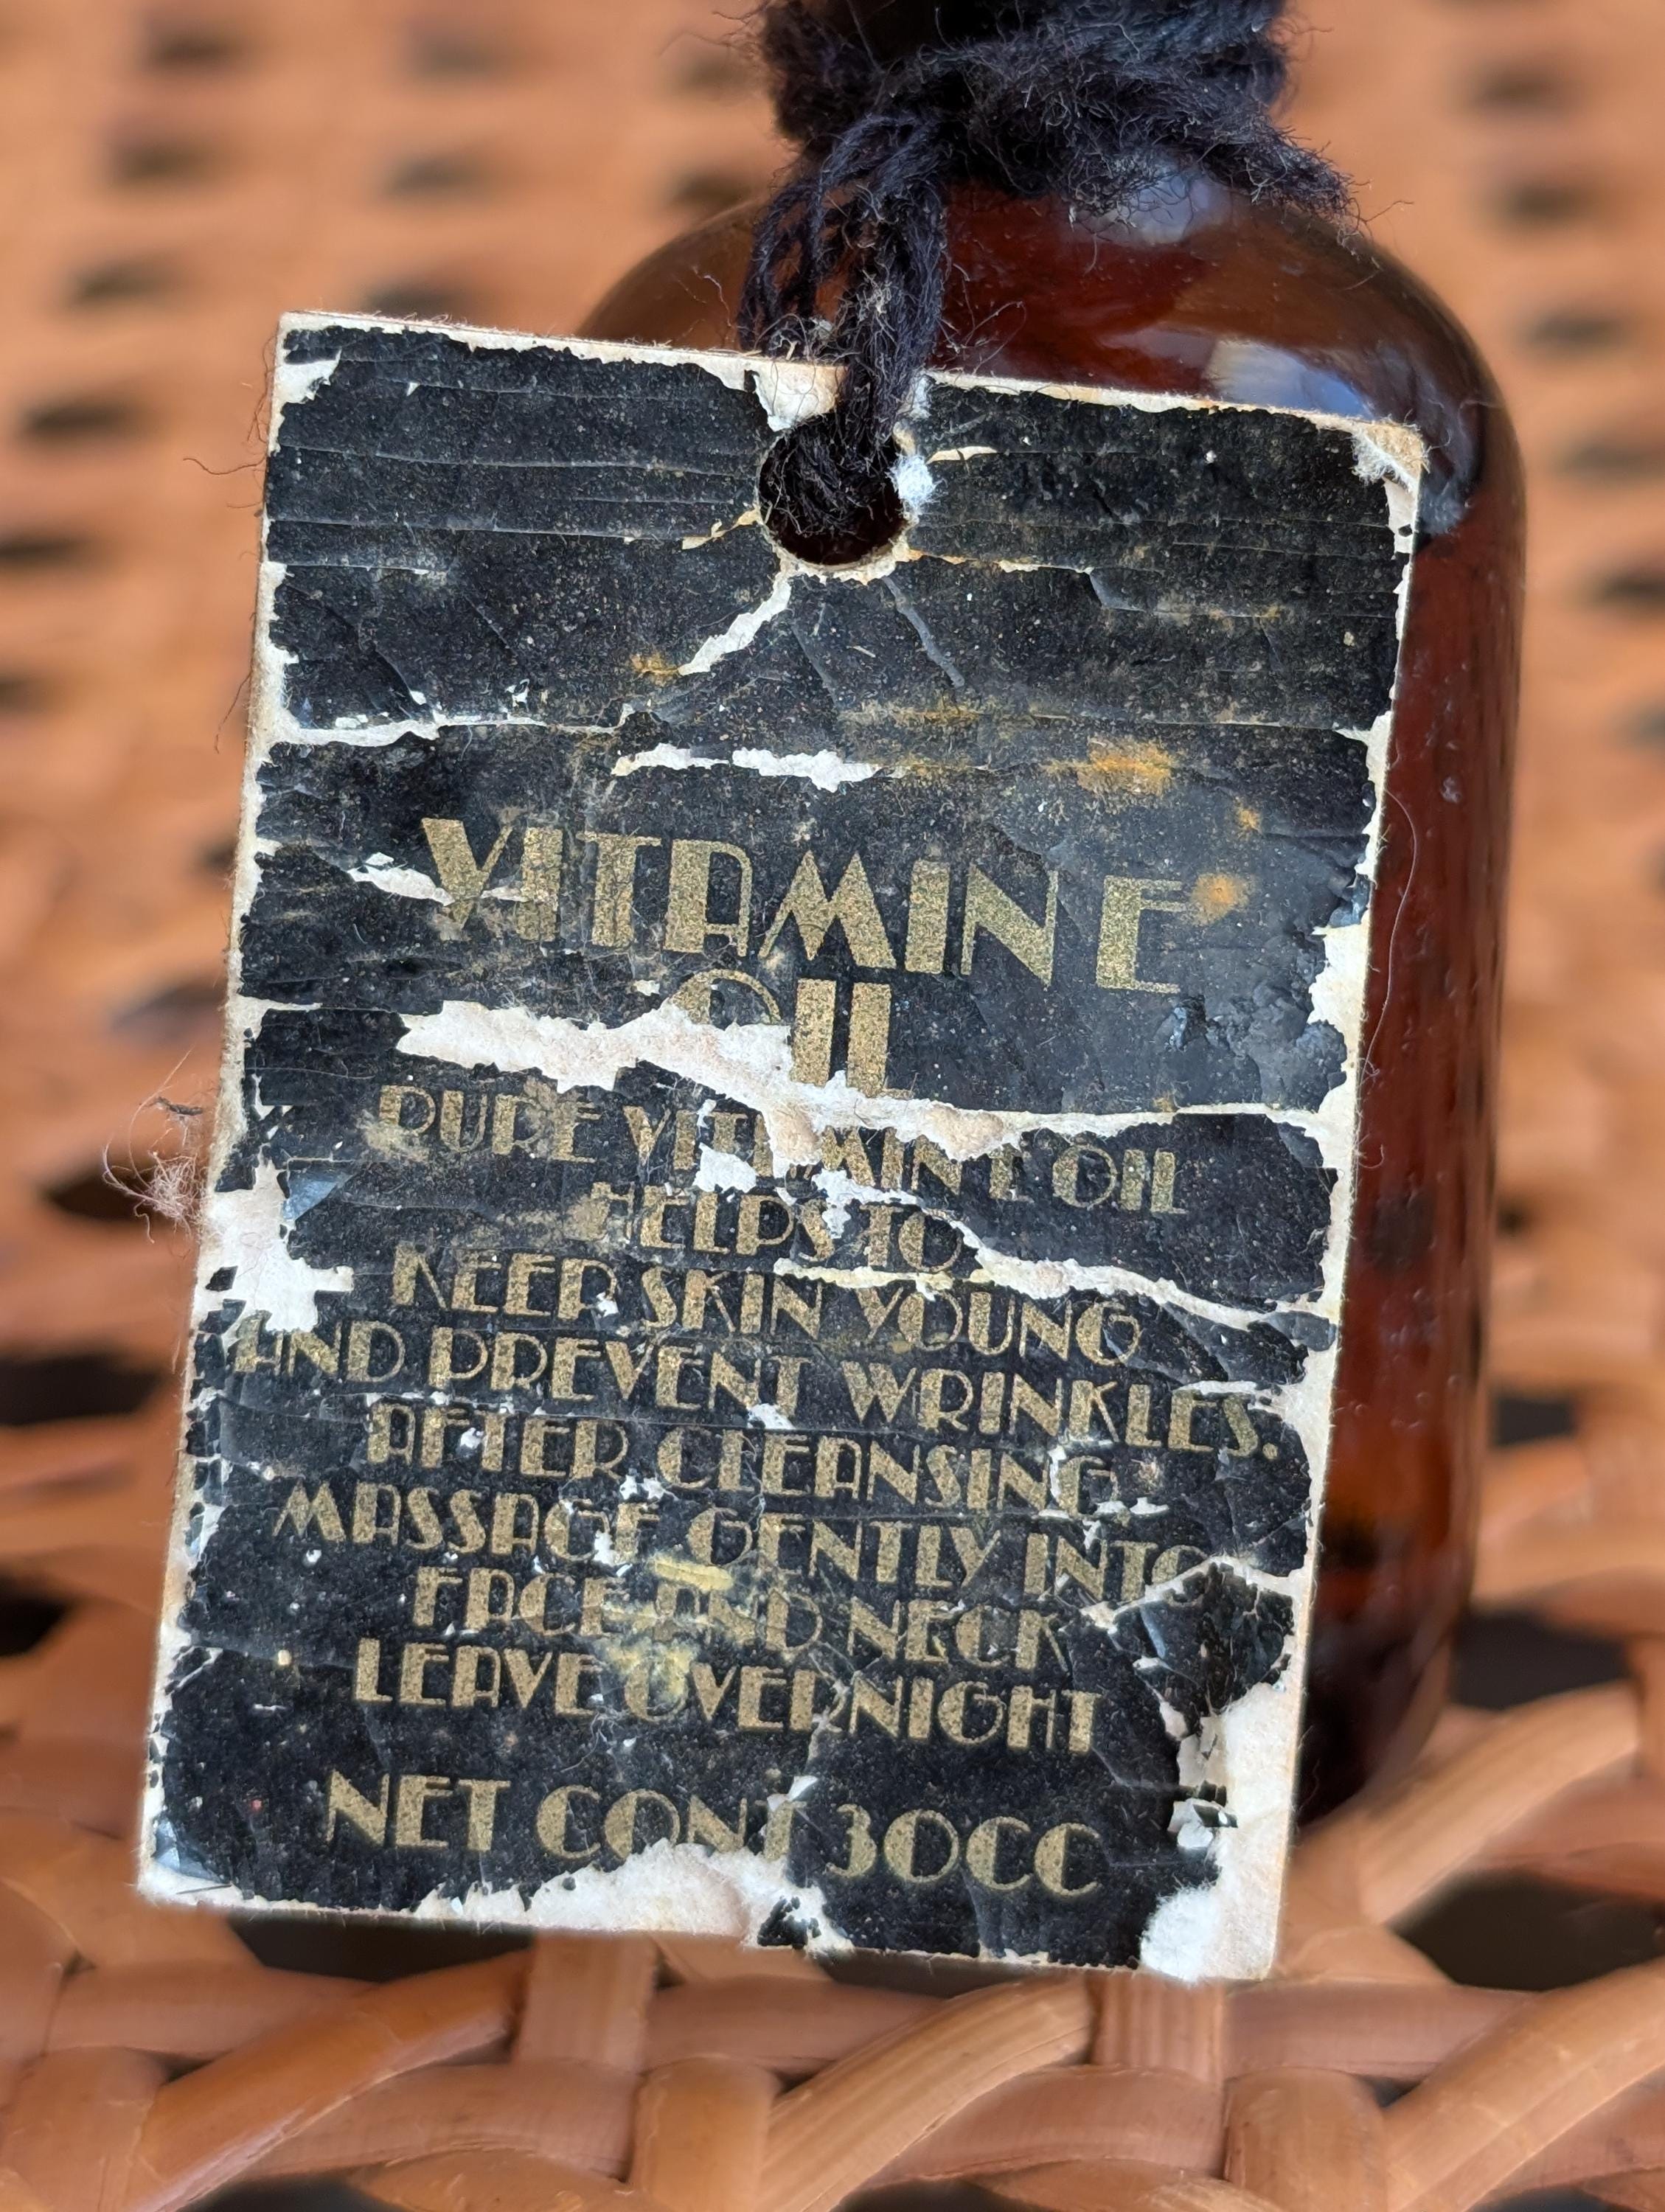 VITAMIN E
OIL
PURE VITAMIN E OIL
HELPS TO
KEEP SKIN YOUNG
AND PREVENT WRINKLES.
AFTER CLEANSING
MASSAGE GENTLY INTO
FACE AND NECK
LEAVE OVERNIGHT
NET CONT 30CC